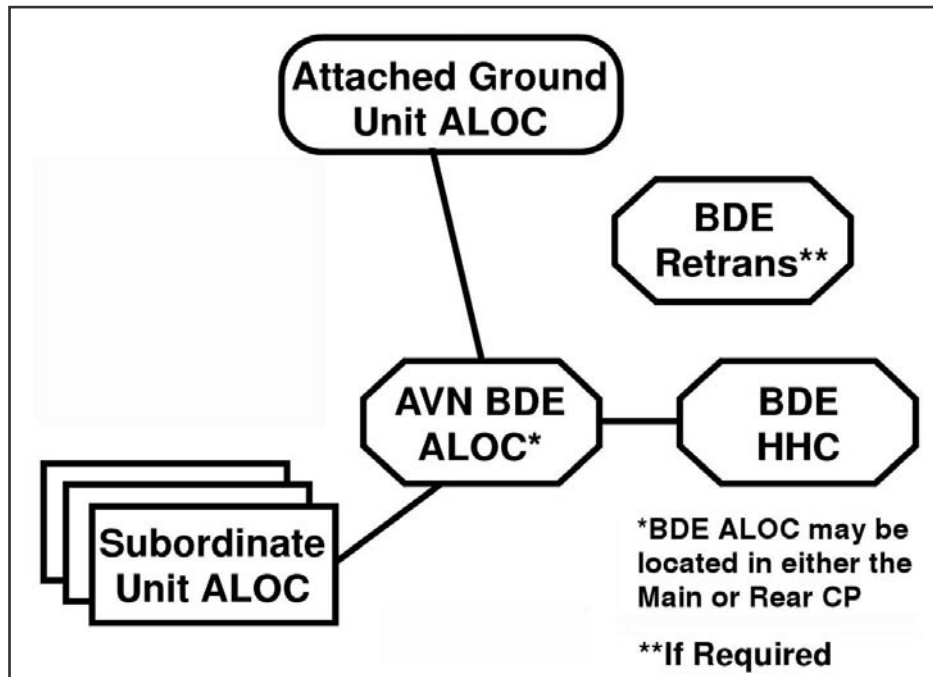 Attached Ground
Unit ALOC
BDE
Retrans**
AVN BDE
ALOC*
BDE
HHC
Subordinate
Unit ALOC
*BDE ALOC may be
located in either the
Main or Rear CP
**If Required